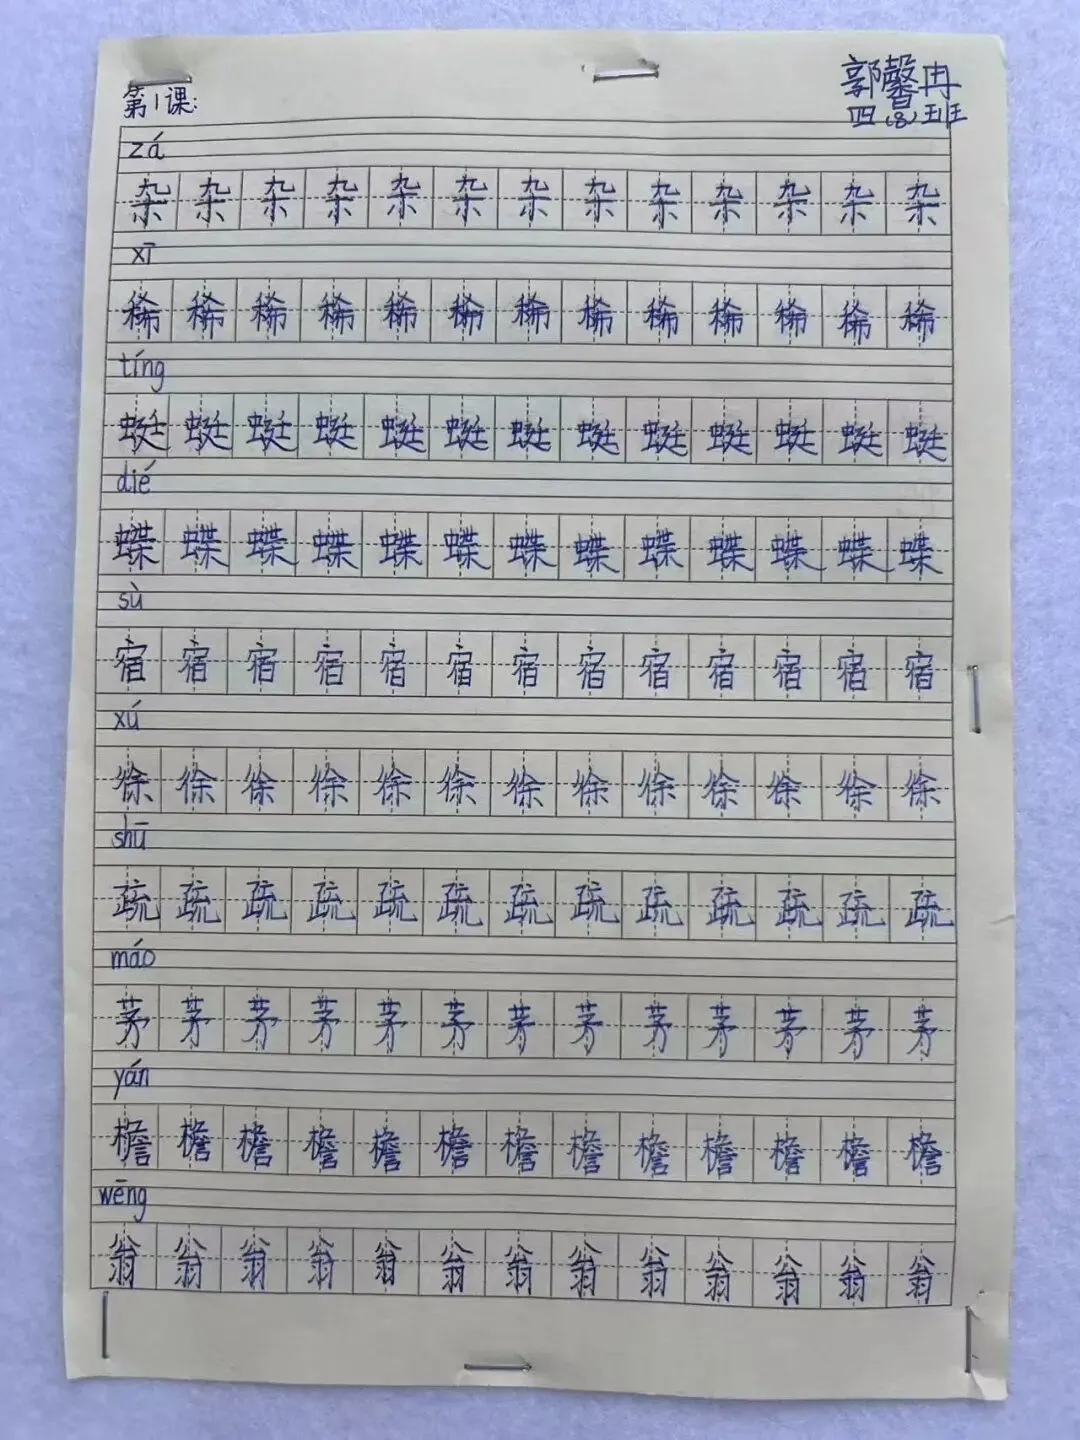 第1课:
郭馨冉
四(8)班
zá
杂杂杂杂杂杂杂杂杂杂杂杂杂
xī
稀稀稀稀稀稀稀稀稀稀稀稀稀
tíng
蜓蜓蜓蜓蜓蜓蜓蜓蜓蜓蜓蜓蜓
dié
蝶蝶蝶蝶蝶蝶蝶蝶蝶蝶蝶蝶蝶
sù
宿宿宿宿宿宿宿宿宿宿宿宿宿
xú
徐徐徐徐徐徐徐徐徐徐徐徐徐
shū
疏疏疏疏疏疏疏疏疏疏疏疏疏
máo
茅茅茅茅茅茅茅茅茅茅茅茅茅
yán
檐檐檐檐檐檐檐檐檐檐檐檐檐
wēng
翁翁翁翁翁翁翁翁翁翁翁翁翁